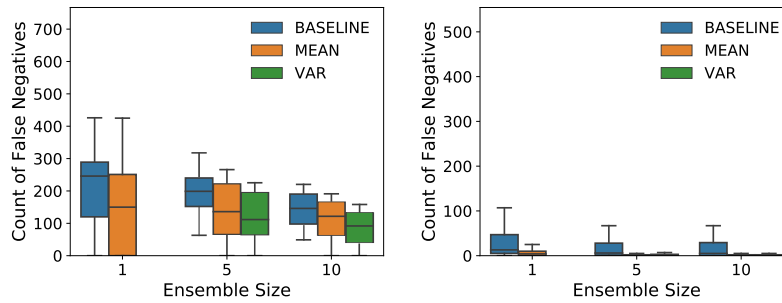 Count of False Negatives
700
600
500
400
300
200
100
0
BASELINE
MEAN
VAR
1
5
10
Ensemble Size
Count of False Negatives
500
400
300
200
100
0
BASELINE
MEAN
VAR
1
5
10
Ensemble Size